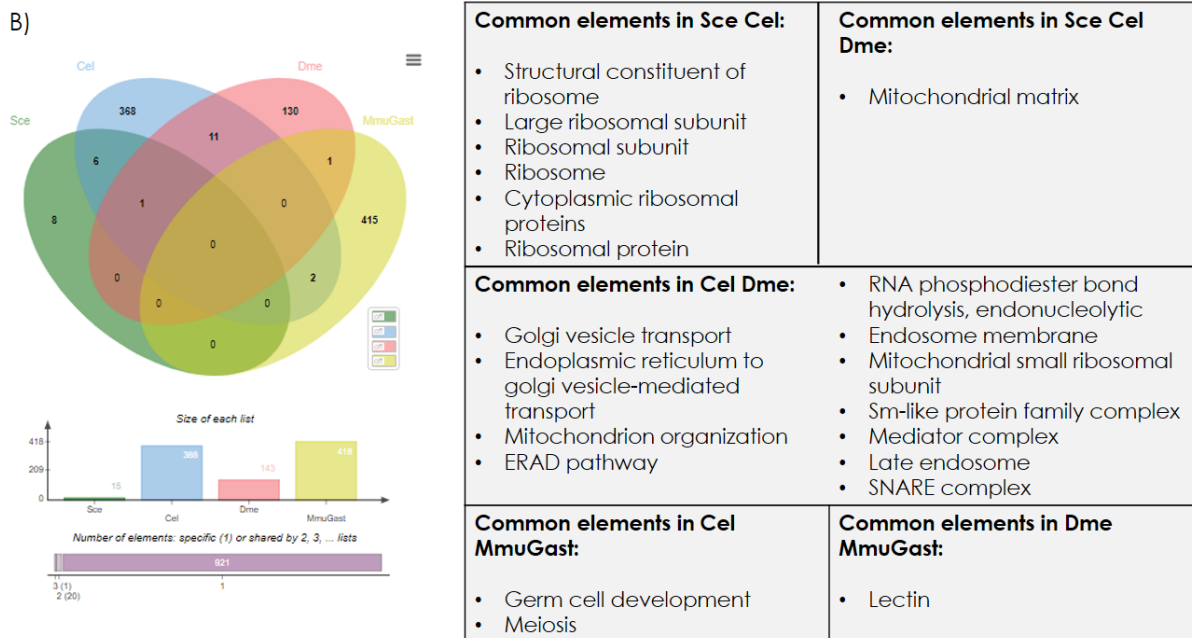 B)
Cel
Dme
368
130
Sce
MmuGast
11
6
1
1
0
8
415
0
0
2
0
0
0
Size of each list
418
418
388
209
143
15
0
Sce
Cel
Dme
MmuGast
Number of elements: specific (1) or shared by 2, 3, ... lists
921
3 (1)
2 (20)
1
Common elements in Sce Cel:
• Structural constituent of
ribosome
• Large ribosomal subunit
• Ribosomal subunit
• Ribosome
• Cytoplasmic ribosomal
proteins
• Ribosomal protein
Common elements in Sce Cel
Dme:
• Mitochondrial matrix
Common elements in Cel Dme:
• Golgi vesicle transport
• Endoplasmic reticulum to
golgi vesicle-mediated
transport
• Mitochondrion organization
• ERAD pathway
• RNA phosphodiester bond
hydrolysis, endonucleolytic
• Endosome membrane
• Mitochondrial small ribosomal
subunit
• Sm-like protein family complex
• Mediator complex
• Late endosome
• SNARE complex
Common elements in Cel
MmuGast:
• Germ cell development
• Meiosis
Common elements in Dme
MmuGast:
• Lectin